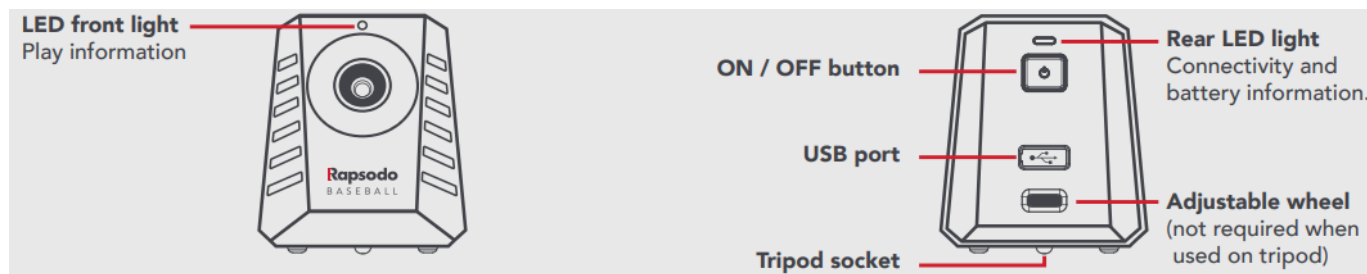 LED front light
Play information
Rapsodo
BASEBALL
ON / OFF button
USB port
Tripod socket
Rear LED light
Connectivity and
battery information.
Adjustable wheel
(not required when
used on tripod)